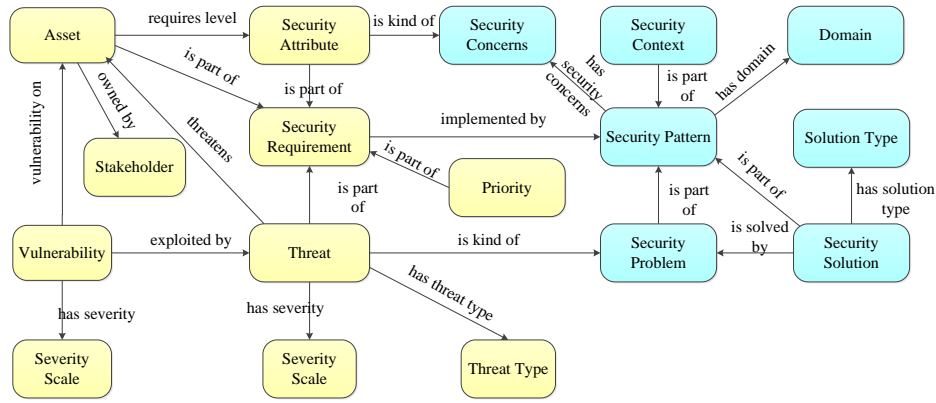 requires level
is kind of
Asset
Security
Attribute
Security
Concerns
Security
Context
Domain
is part of
is part of
has
security
concerns
is part
of
has domain
vulnerability on
owned by
threatens
Security
Requirement
implemented by
Security Pattern
Solution Type
Stakeholder
is part of
Priority
is part
of
is part
of
is part of
has solution
type
Vulnerability
exploited by
Threat
is kind of
Security
Problem
is solved
by
Security
Solution
has severity
has severity
has threat type
Severity
Scale
Severity
Scale
Threat Type